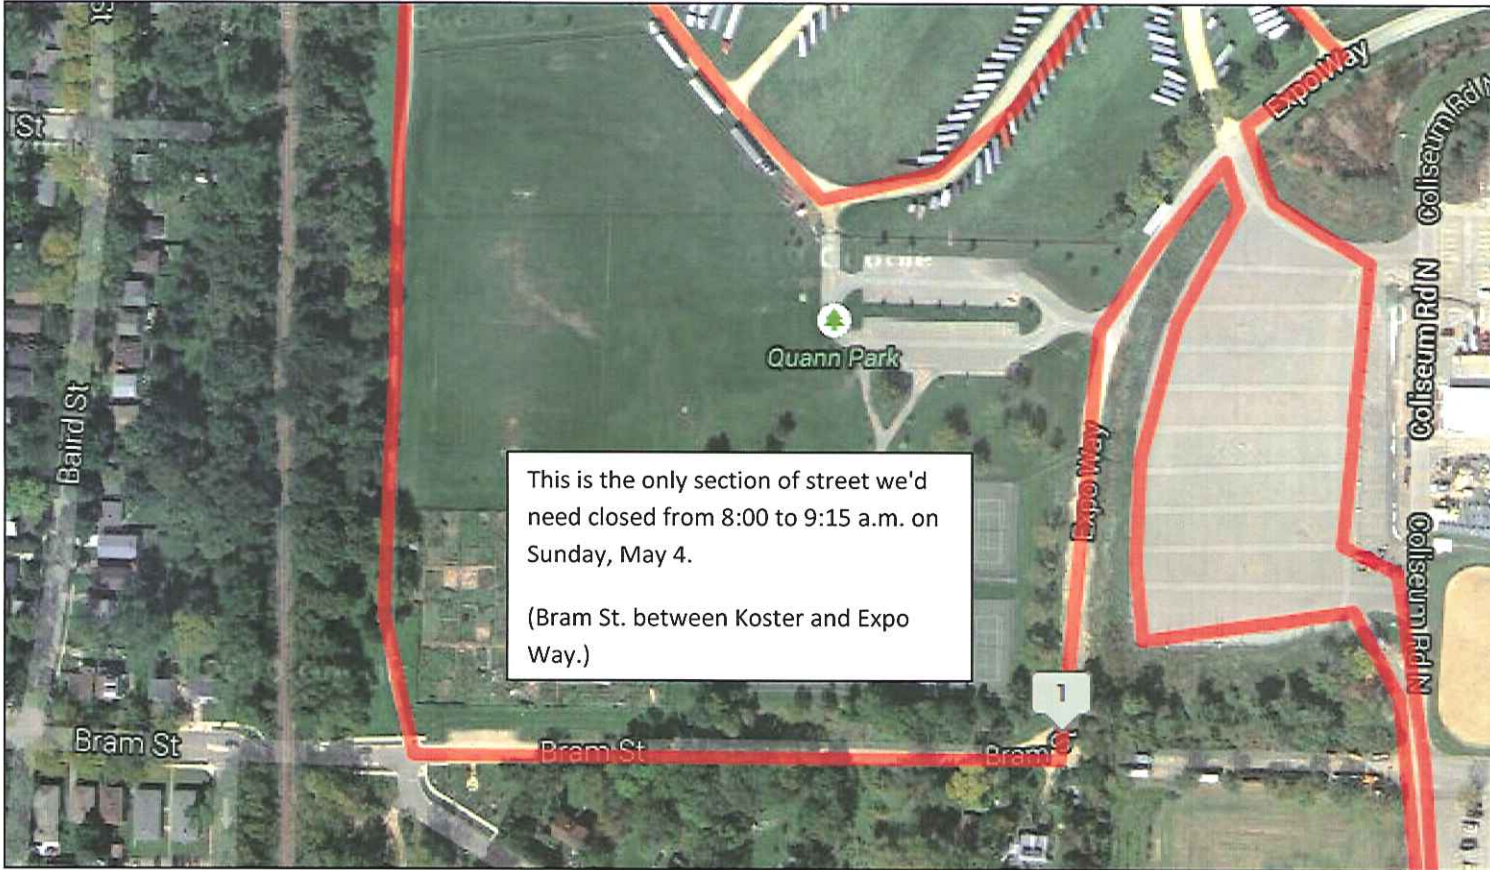 St
St
Expo Way
Coliseum Rd N
Coliseum Rd N
Quann Park
Baird St
Expo Way
This is the only section of street we'd
need closed from 8:00 to 9:15 a.m. on
Sunday, May 4.
(Bram St. between Koster and Expo
Way.)
Coliseum Rd N
1
Bram St
Bram St
Bram St